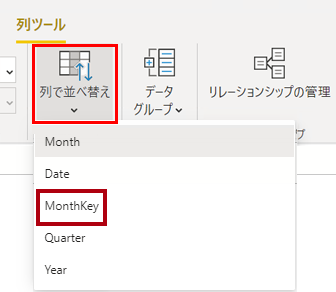 列ツール
列で並べ替え
データ
グループ
リレーションシップの管理
プ
Month
Date
MonthKey
Quarter
Year